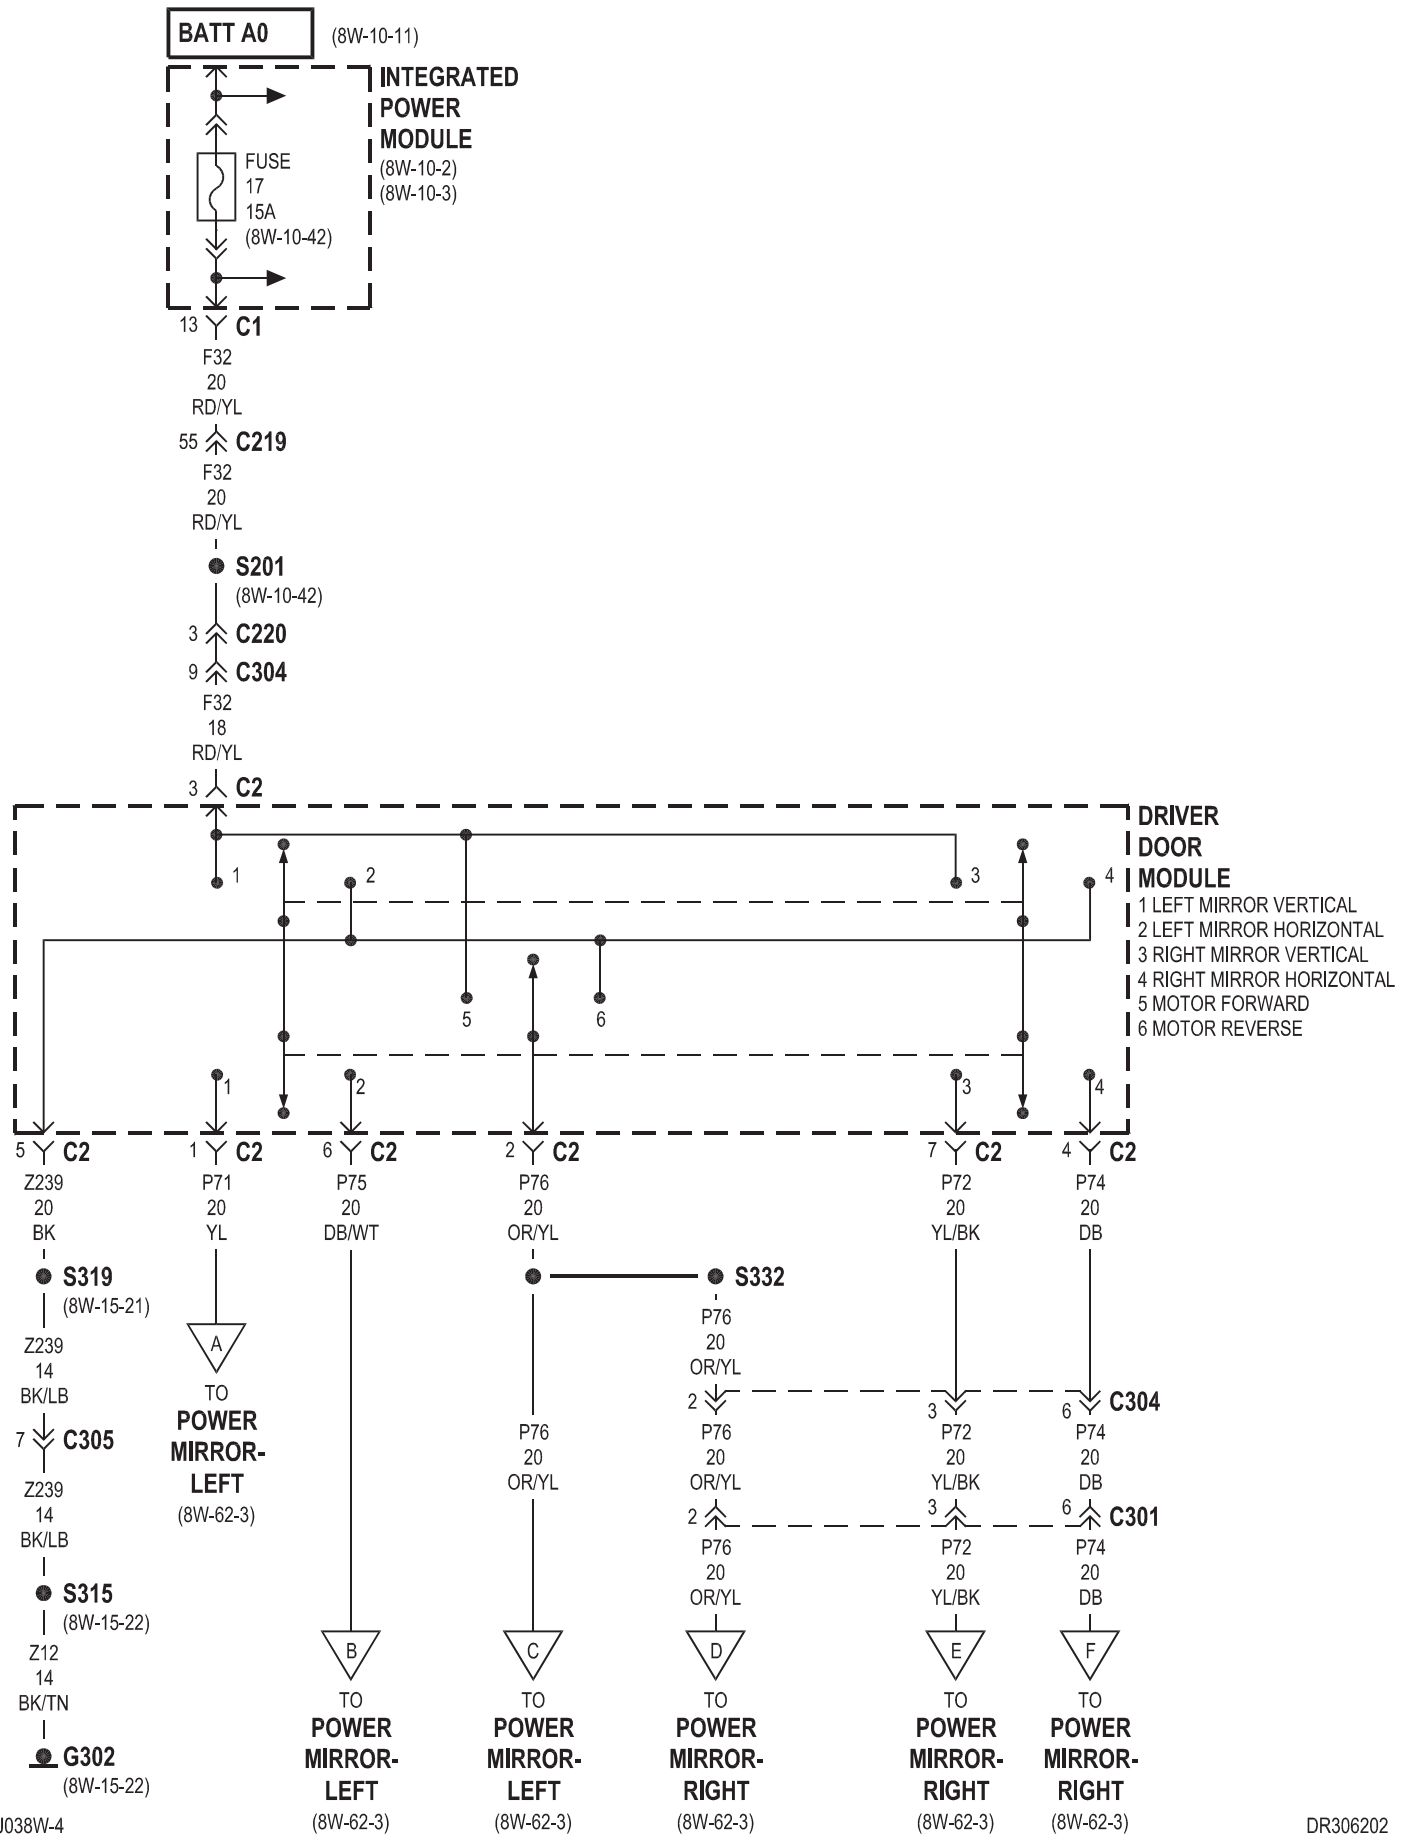 BATT A0
(8W-10-11)
INTEGRATED
POWER
MODULE
(8W-10-2)
(8W-10-3)
FUSE
17
15A
(8W-10-42)
13 C1
F32
20
RD/YL
55 C219
F32
20
RD/YL
S201
(8W-10-42)
3 C220
9 C304
F32
18
RD/YL
3 C2
DRIVER
DOOR
MODULE
1 LEFT MIRROR VERTICAL
2 LEFT MIRROR HORIZONTAL
3 RIGHT MIRROR VERTICAL
4 RIGHT MIRROR HORIZONTAL
5 MOTOR FORWARD
6 MOTOR REVERSE
1 2 3 4
5 6
1 2 3 4
5 C2 1 C2 6 C2 2 C2 7 C2 4 C2
Z239 P71 P75 P76 P72 P74
20 20 20 20 20 20
BK YL DB/WT OR/YL YL/BK DB
S319
(8W-15-21)
Z239
14
BK/LB
7 C305
Z239
14
BK/LB
S315
(8W-15-22)
Z12
14
BK/TN
G302
(8W-15-22)
A
TO
POWER
MIRROR-
LEFT
(8W-62-3)
S332
P76
20
OR/YL
2 3 6 C304
P76 P76 P72 P74
20 20 20 20
OR/YL OR/YL YL/BK DB
2 3 6 C301
P76 P72 P74
20 20 20
OR/YL YL/BK DB
B C D E F
TO TO TO TO TO
POWER POWER POWER POWER POWER
MIRROR- MIRROR- MIRROR- MIRROR- MIRROR-
LEFT LEFT RIGHT RIGHT RIGHT
(8W-62-3) (8W-62-3) (8W-62-3) (8W-62-3) (8W-62-3)
J038W-4
DR306202